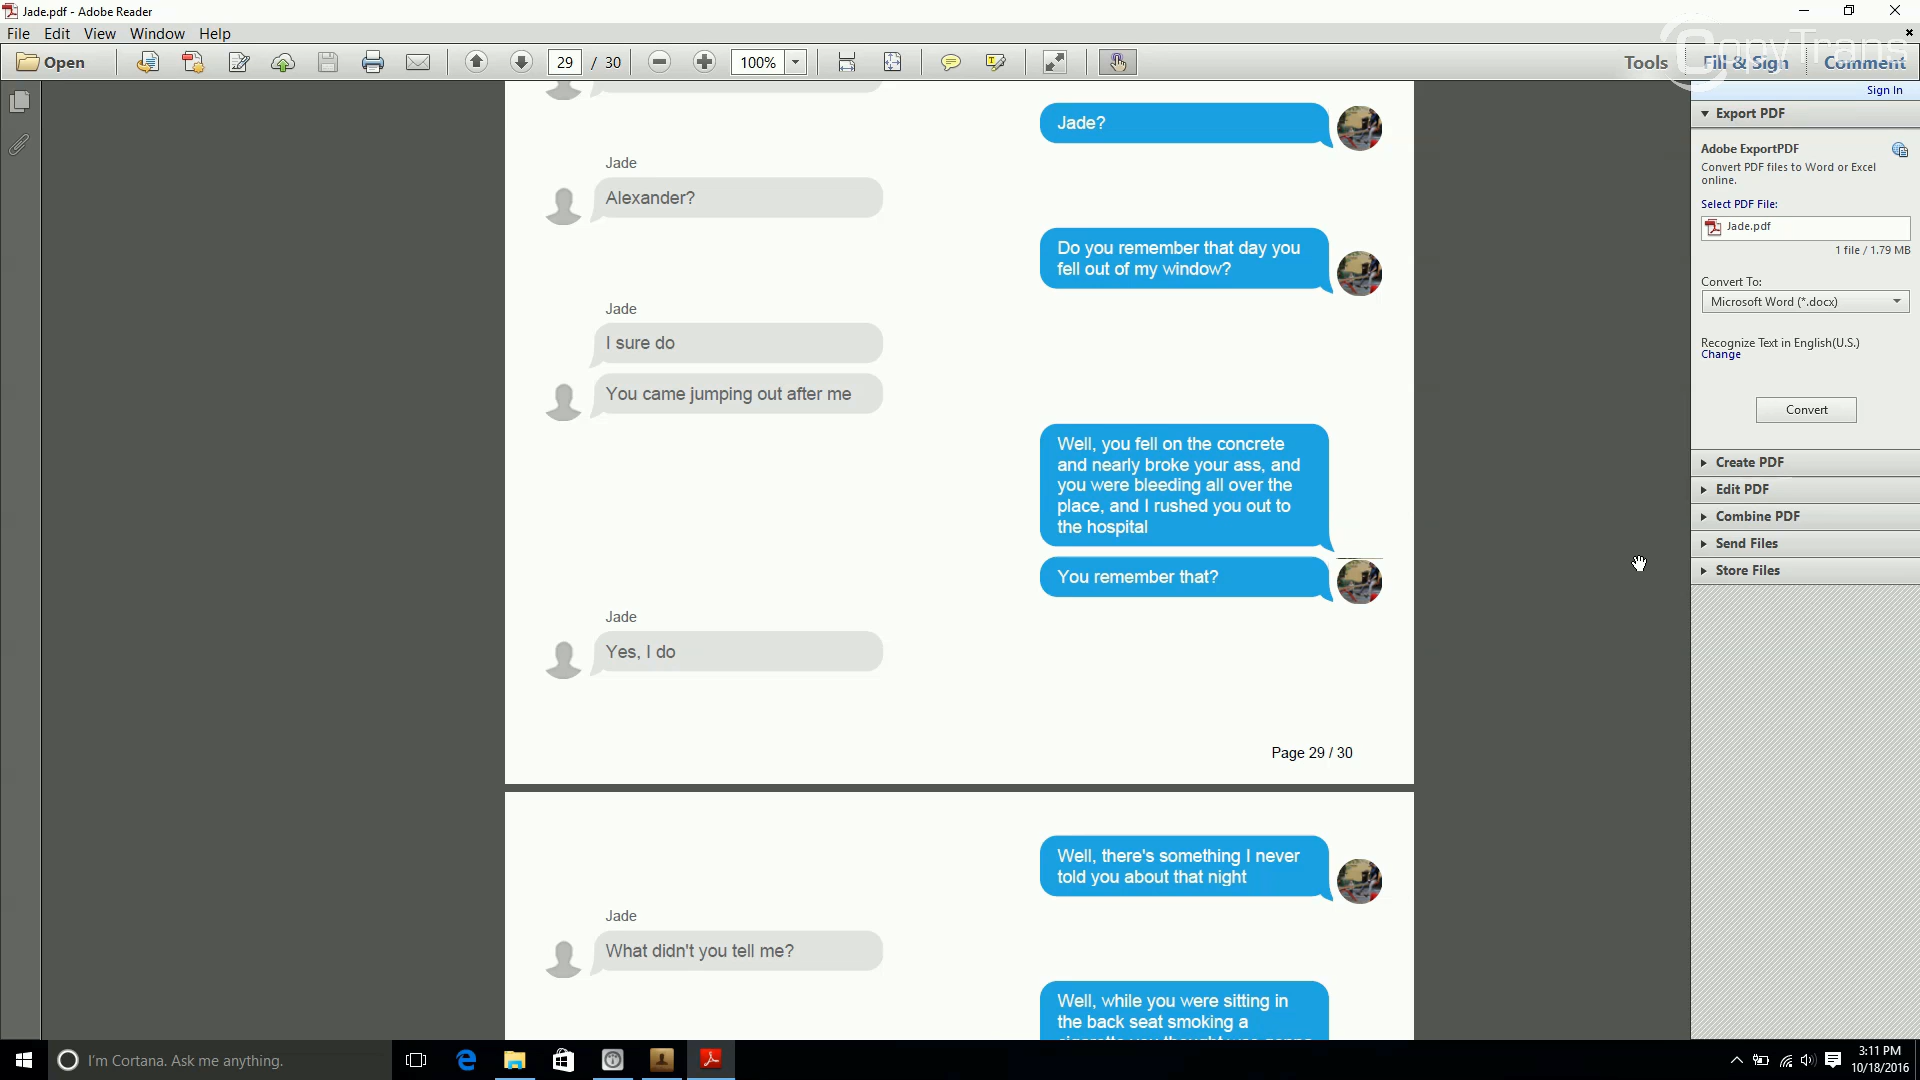 Jade.pdf - Adobe Reader
File Edit View Window Help
CopyTrans
Open 29 / 30 100% Tools Fill & Sign Comment
Sign In
Export PDF
Adobe ExportPDF
Convert PDF files to Word or Excel
online.
Select PDF File:
Jade.pdf
1 file / 1.79 MB
Convert To:
Microsoft Word (*.docx)
Recognize Text in English(U.S.)
Change
Convert
Create PDF
Edit PDF
Combine PDF
Send Files
Store Files
Jade?
Jade
Alexander?
Do you remember that day you
fell out of my window?
Jade
I sure do
You came jumping out after me
Well, you fell on the concrete
and nearly broke your ass, and
you were bleeding all over the
place, and I rushed you out to
the hospital
You remember that?
Jade
Yes, I do
Page 29 / 30
Well, there's something I never
told you about that night
Jade
What didn't you tell me?
Well, while you were sitting in
the back seat smoking a
I'm Cortana. Ask me anything.
3:11 PM
10/18/2016